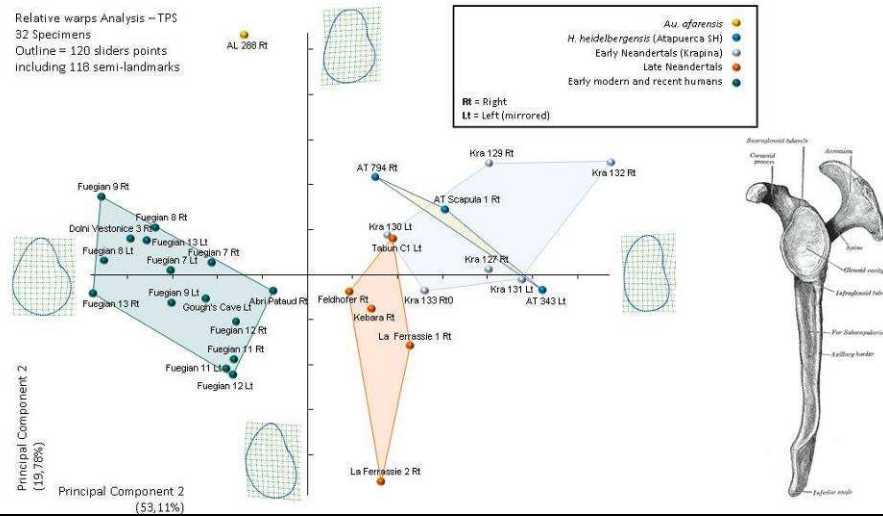 Relative warps Analysis – TPS
32 Specimens
Outline = 120 sliders points
including 118 semi-landmarks
AL 288 Rt
Au. afarensis
H. heidelbergensis (Atapuerca SH)
Early Neandertals (Krapina)
Late Neandertals
Early modern and recent humans
Rt = Right
Lt = Left (mirrored)
Kra 129 Rt
Kra 132 Rt
AT 794 Rt
AT Scapula 1 Rt
Fuegian 9 Rt
Fuegian 8 Rt
Dolni Vestonice 3 Rt
Fuegian 13 Lt
Fuegian 8 Lt
Fuegian 7 Rt
Fuegian 7 Lt
Kra 130 Lt
Tabun C1 Lt
Kra 127 Rt
Kra 131 Lt
Kra 133 Rt0
AT 343 Lt
Fuegian 13 Rt
Fuegian 9 Lt
Gough's Cave Lt
Abri Pataud Rt
Feldhofer Rt
Kebara Rt
Fuegian 12 Rt
La Ferrassie 1 Rt
Fuegian 11 Rt
Fuegian 11 Lt
Fuegian 12 Lt
La Ferrassie 2 Rt
Principal Component 2
(19,78%)
Principal Component 2
(53,11%)
Supraglenoid tubercle
Coracoid
process
Acromion
Spine
Glenoid cavity
Infraglenoid
For Subscapularis
Axillary border
Inferior angle